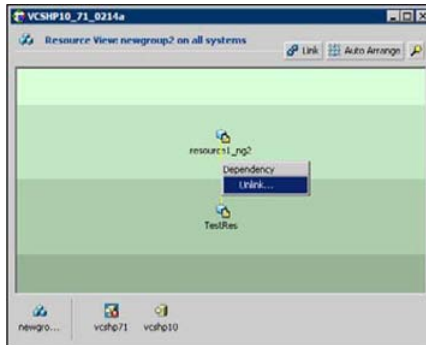 VCSHP10_71_0214a
Resource View: newgroup2 on all systems
Link Auto Arrange
resource1_ng2
Dependency
Unlink...
TestRes
newgro... vcshp71 vcshp10